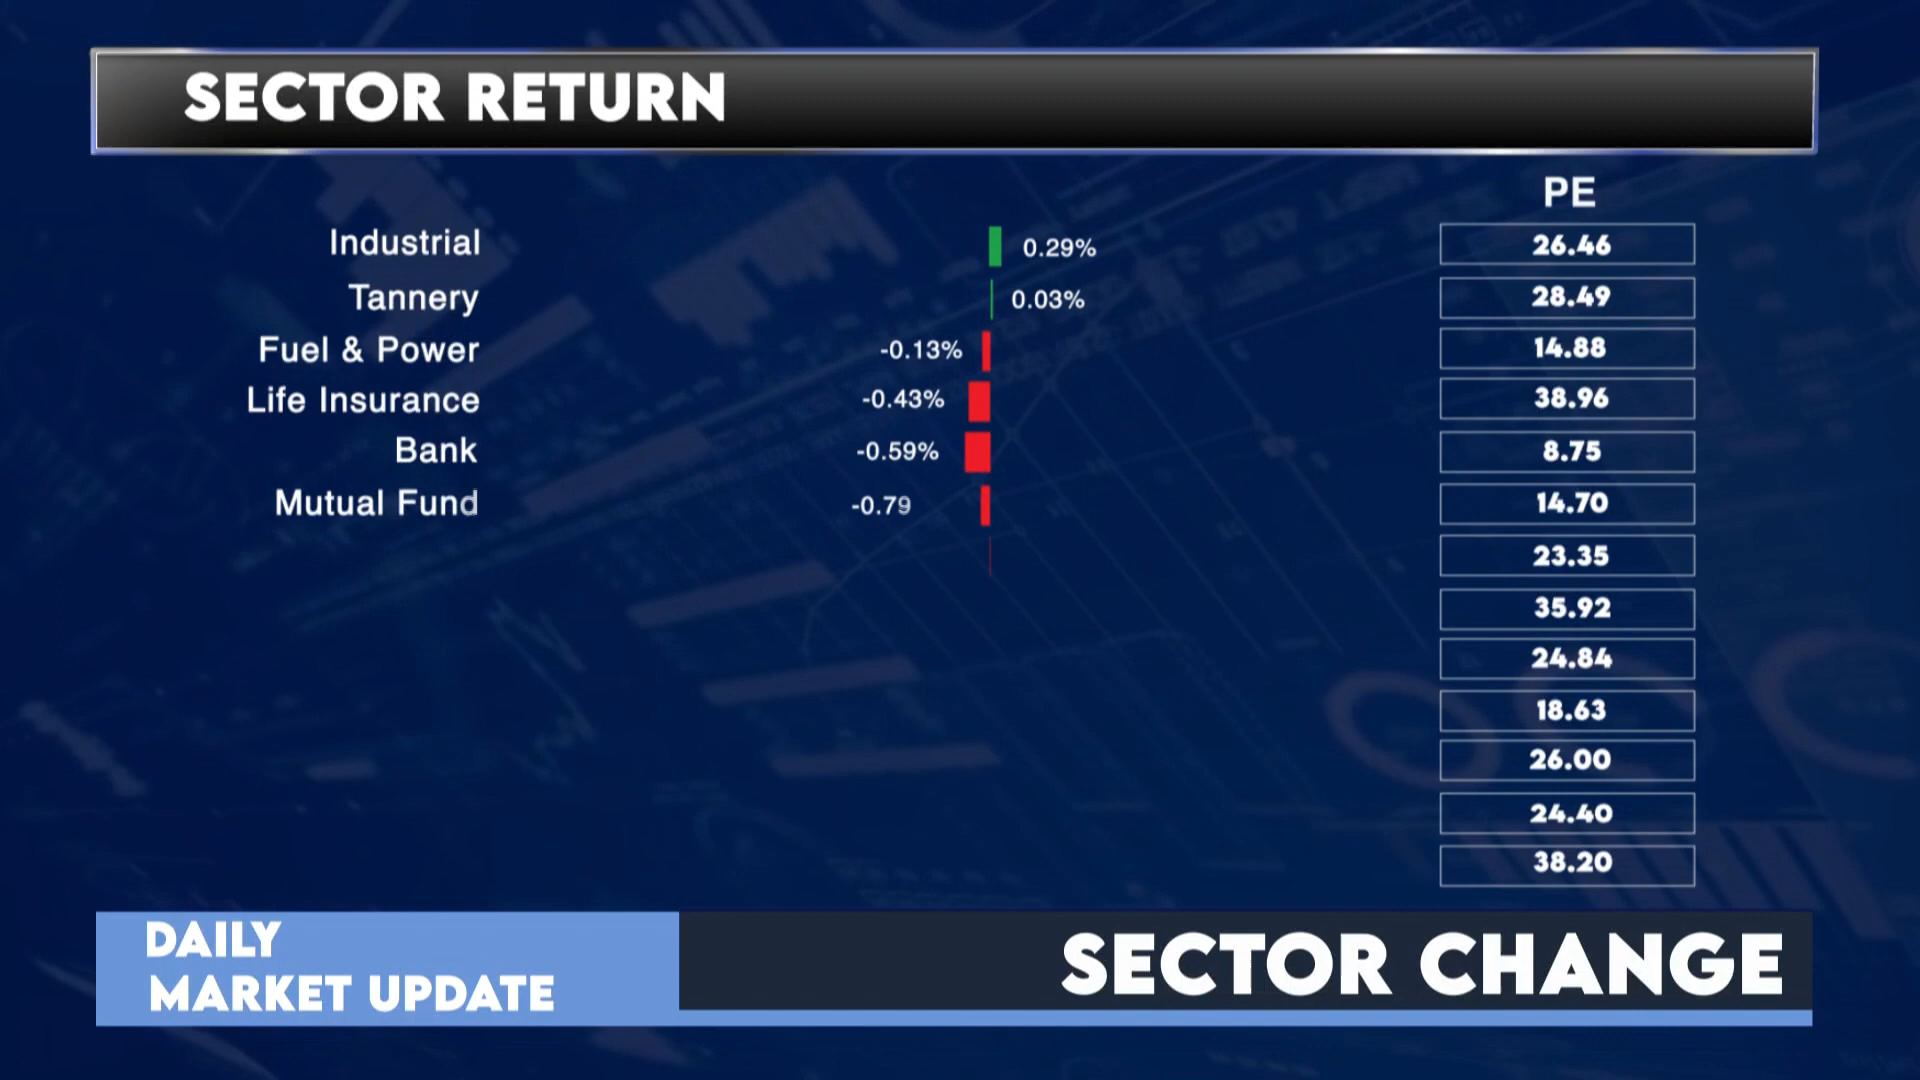 SECTOR RETURN
PE
Industrial 0.29% 26.46
Tannery 0.03% 28.49
Fuel & Power -0.13% 14.88
Life Insurance -0.43% 38.96
Bank -0.59% 8.75
Mutual Fund -0.79 14.70
23.35
35.92
24.84
18.63
26.00
24.40
38.20
DAILY
MARKET UPDATE
SECTOR CHANGE